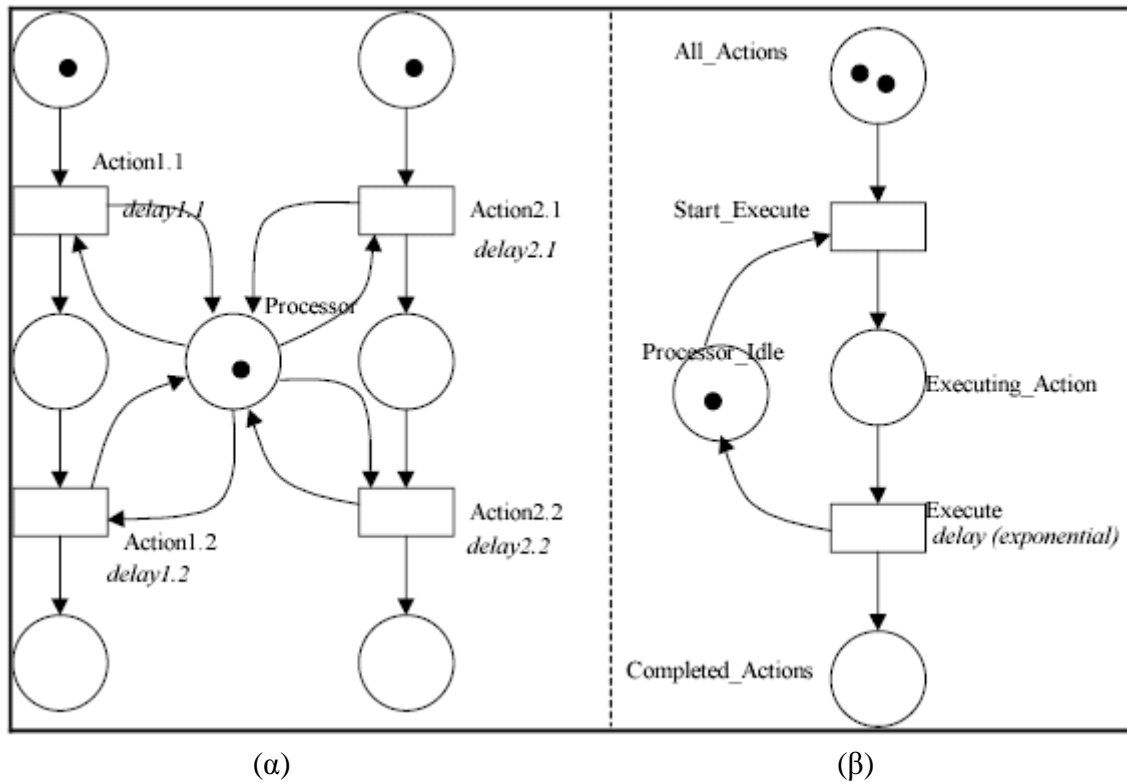 All_Actions
Action1.1
delay1.1
Action2.1
delay2.1
Start_Execute
Processor
Processor_Idle
Executing_Action
Action1.2
delay1.2
Action2.2
delay2.2
Execute
delay (exponential)
Completed_Actions
(α)
(β)